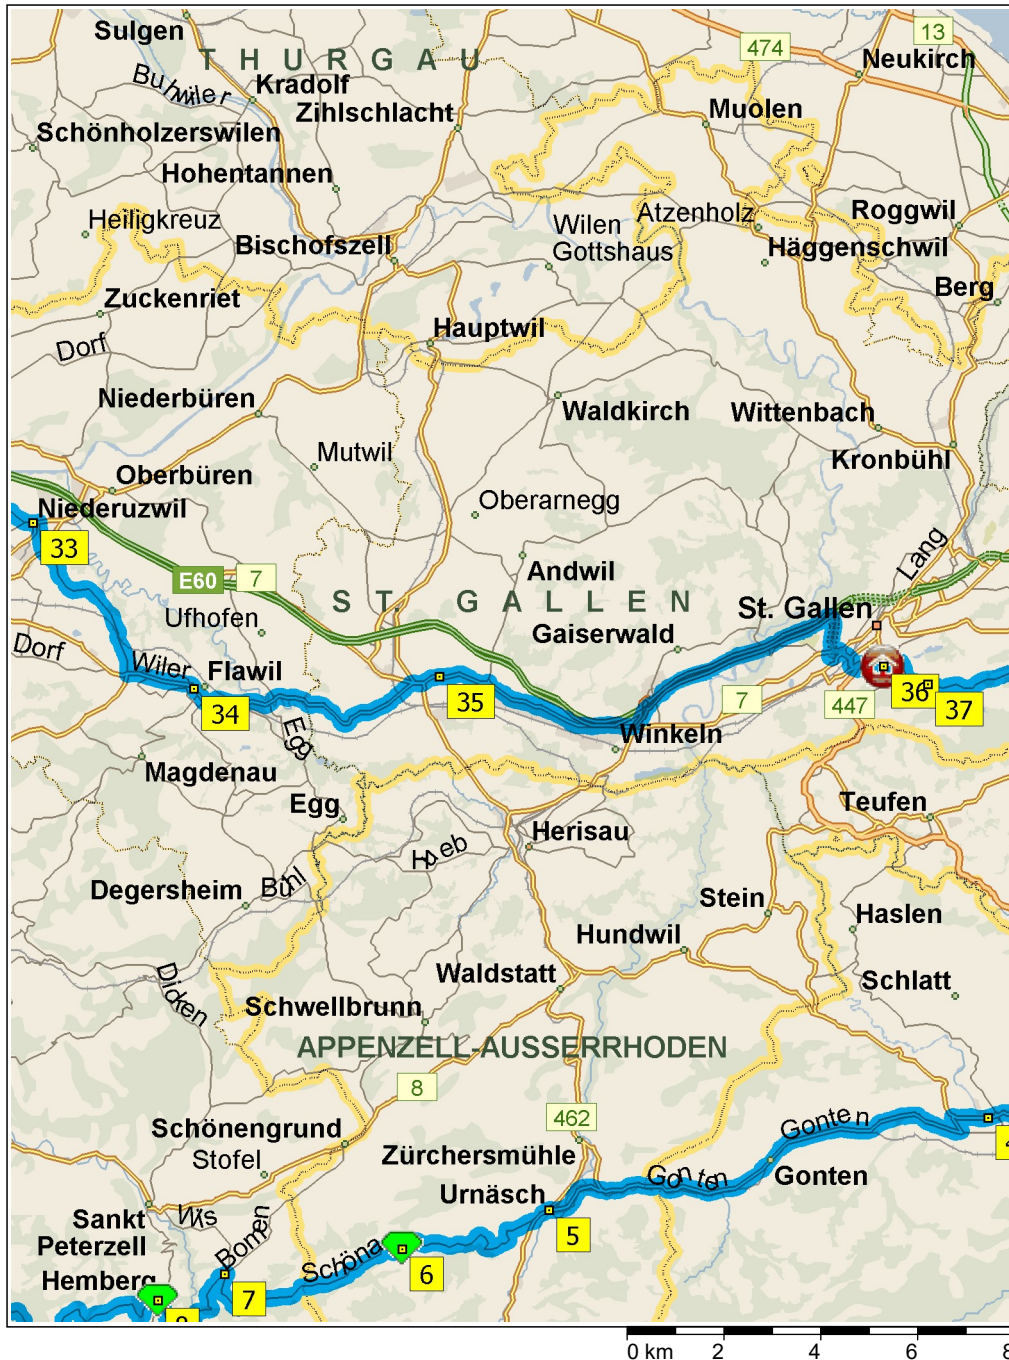 Sulgen
T H U R G A U
474
13
Neukirch
Buhwiler
Kradolf
Zihlschlacht
Muolen
Schönholzerswilen
Hohentannen
Heiligkreuz
Atzenholz
Roggwil
Wilen
Gottshaus
Bischofszell
Häggenschwil
Berg
Zuckenriet
Hauptwil
Dorf
Niederbüren
Waldkirch
Wittenbach
Mutwil
Kronbühl
Oberbüren
Oberarnegg
Niederuzwil
33
Andwil
Lang
E60
7
S T. G A L L E N
St. Gallen
Ufhofen
Gaiserwald
Dorf
Wiler
Flawil
35
36
7
447
37
34
Egg
Winkeln
Magdenau
Egg
Teufen
Herisau
Degersheim
Bühl
Stein
Haslen
Hundwil
Waldstatt
Schlatt
Dicken
Schwellbrunn
APPENZELL-AUSSERRHODEN
8
462
Gonten
Schönengrund
Zürchersmühle
Stofel
Gonten
Gonten
Urnäsch
Sankt
Peterzell
Wis
Bomen
5
Schöna
6
Hemberg
7
0 km 2 4 6 8